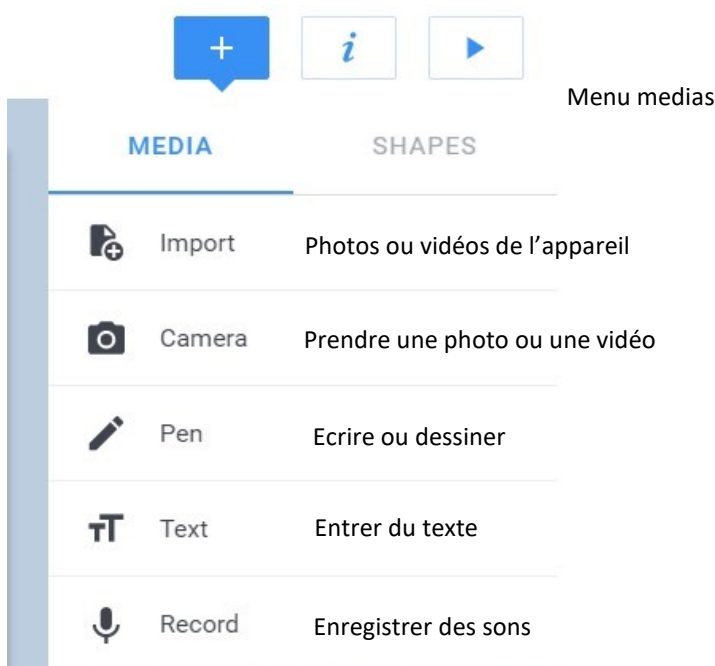 + i
Menu medias
MEDIA SHAPES
Import Photos ou vidéos de l’appareil
Camera Prendre une photo ou une vidéo
Pen Ecrire ou dessiner
TT Text Entrer du texte
Record Enregistrer des sons